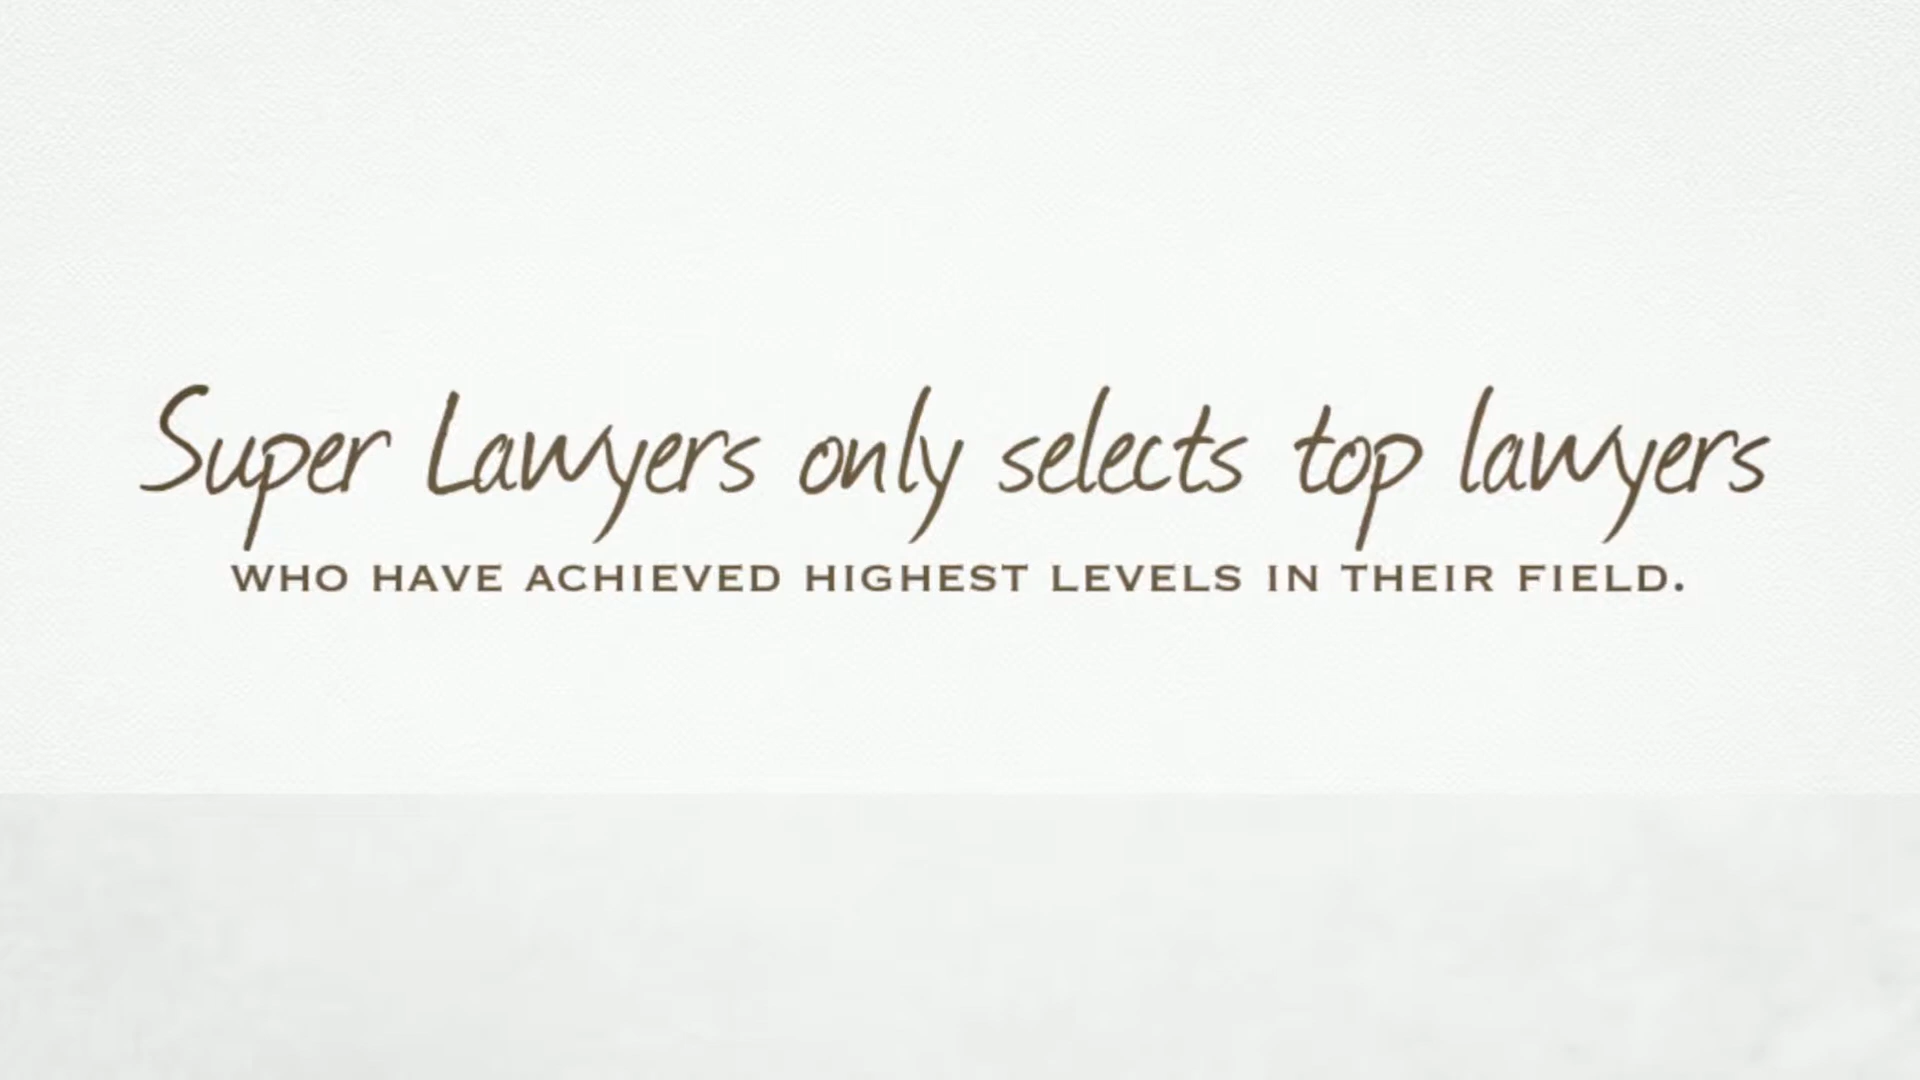 Super Lawyers only selects top lawyers
WHO HAVE ACHIEVED HIGHEST LEVELS IN THEIR FIELD.